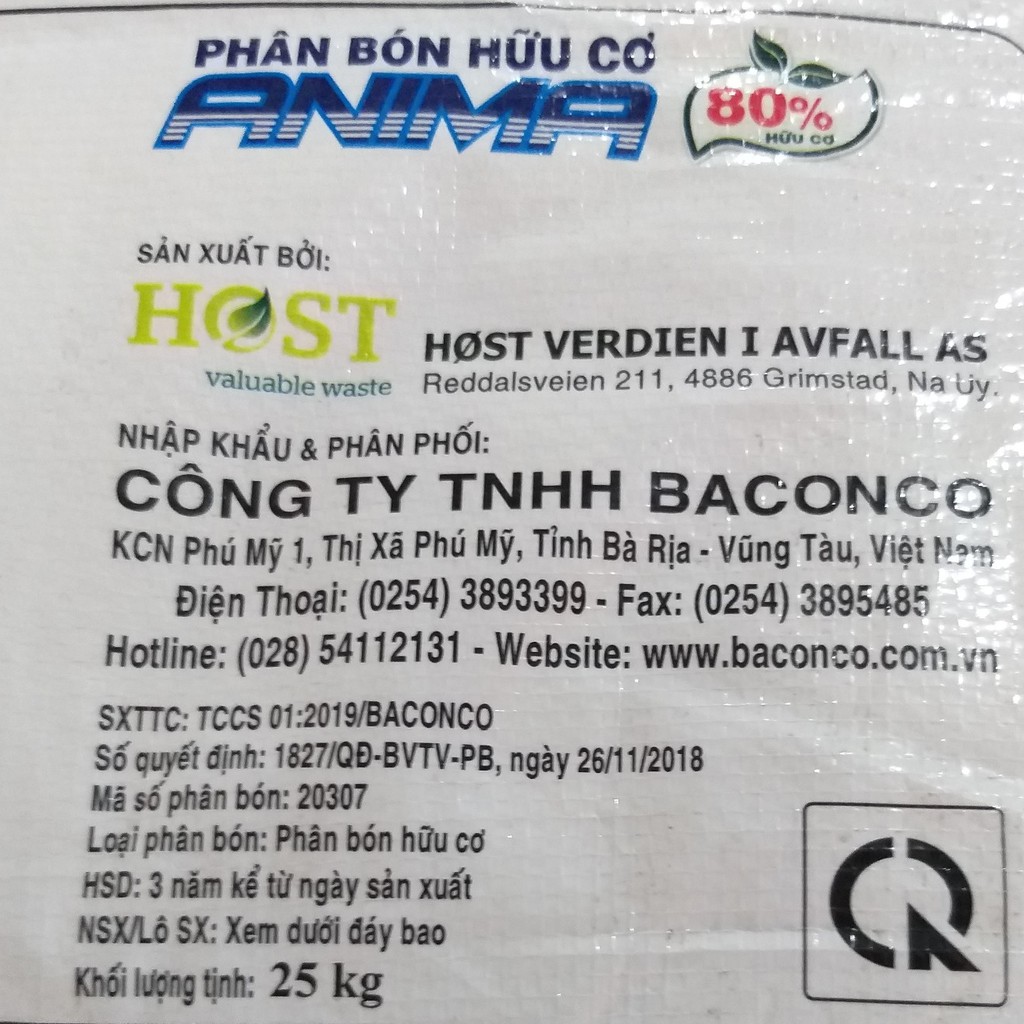 PHÂN BÓN HỮU CƠ
ANIMA
80%
HỮU CƠ
SẢN XUẤT BỞI:
HØST
valuable waste
HØST VERDIEN I AVFALL AS
Reddalsveien 211, 4886 Grimstad, Na Uy.
NHẬP KHẨU & PHÂN PHỐI:
CÔNG TY TNHH BACONCO
KCN Phú Mỹ 1, Thị Xã Phú Mỹ, Tỉnh Bà Rịa - Vũng Tàu, Việt Nam
Điện Thoại: (0254) 3893399 - Fax: (0254) 3895485
Hotline: (028) 54112131 - Website: www.baconco.com.vn
SXTTC: TCCS 01:2019/BACONCO
Số quyết định: 1827/QĐ-BVTV-PB, ngày 26/11/2018
Mã số phân bón: 20307
Loại phân bón: Phân bón hữu cơ
HSD: 3 năm kể từ ngày sản xuất
NSX/Lô SX: Xem dưới đáy bao
Khối lượng tịnh: 25 kg